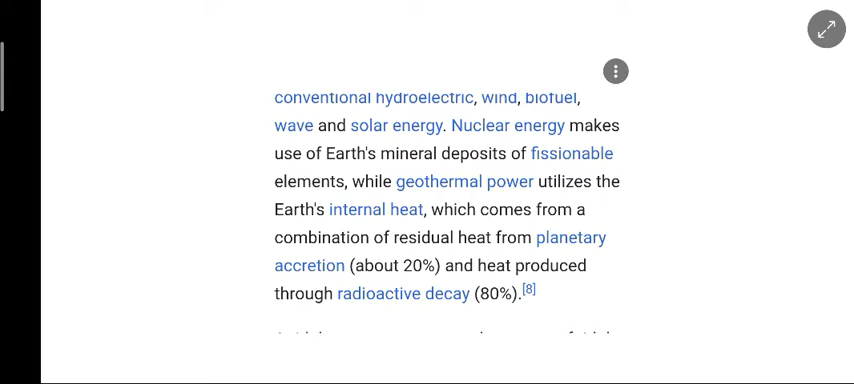 conventional hydroelectric, wind, biofuel,
wave and solar energy. Nuclear energy makes
use of Earth's mineral deposits of fissionable
elements, while geothermal power utilizes the
Earth's internal heat, which comes from a
combination of residual heat from planetary
accretion (about 20%) and heat produced
through radioactive decay (80%).[8]